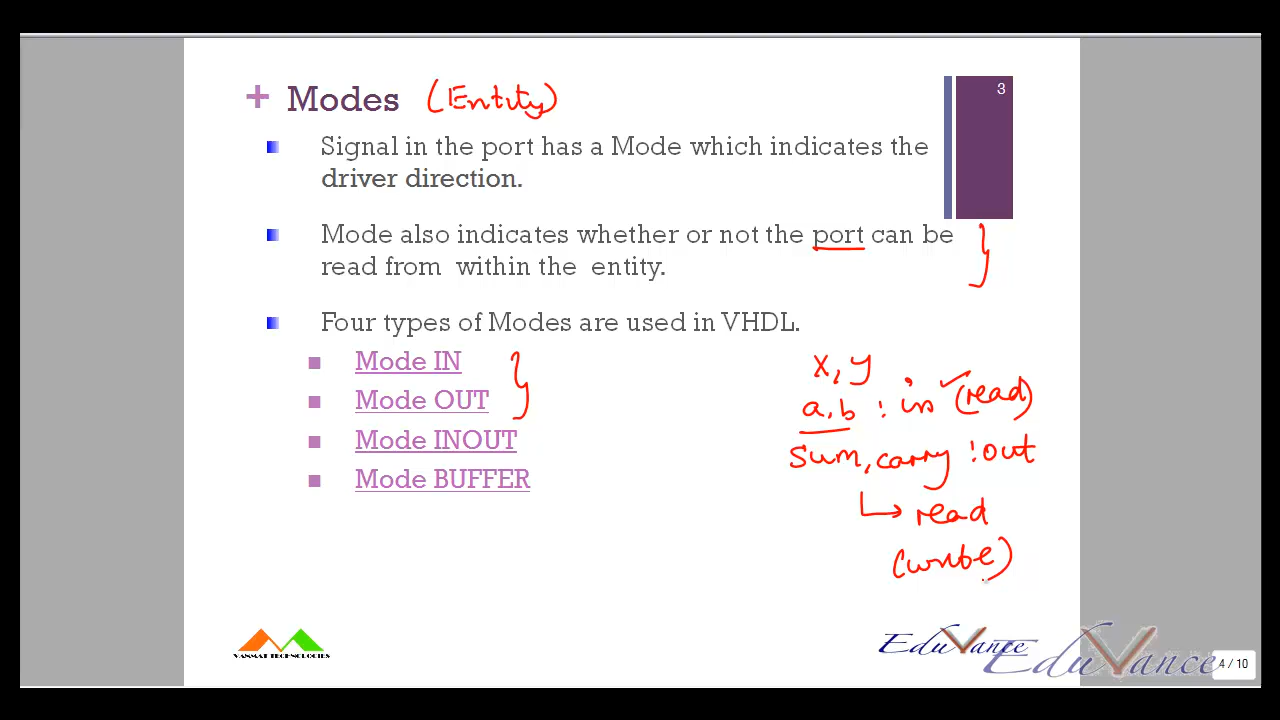 + Modes (Entity)
3
Signal in the port has a Mode which indicates the
driver direction.
Mode also indicates whether or not the port can be
read from within the entity.
Four types of Modes are used in VHDL.
Mode IN
Mode OUT
Mode INOUT
Mode BUFFER
x, y
a, b : in (read)
sum, carry : out
read
(write)
VANMAT TECHNOLOGIES
EduVance
EduVance
4 / 10